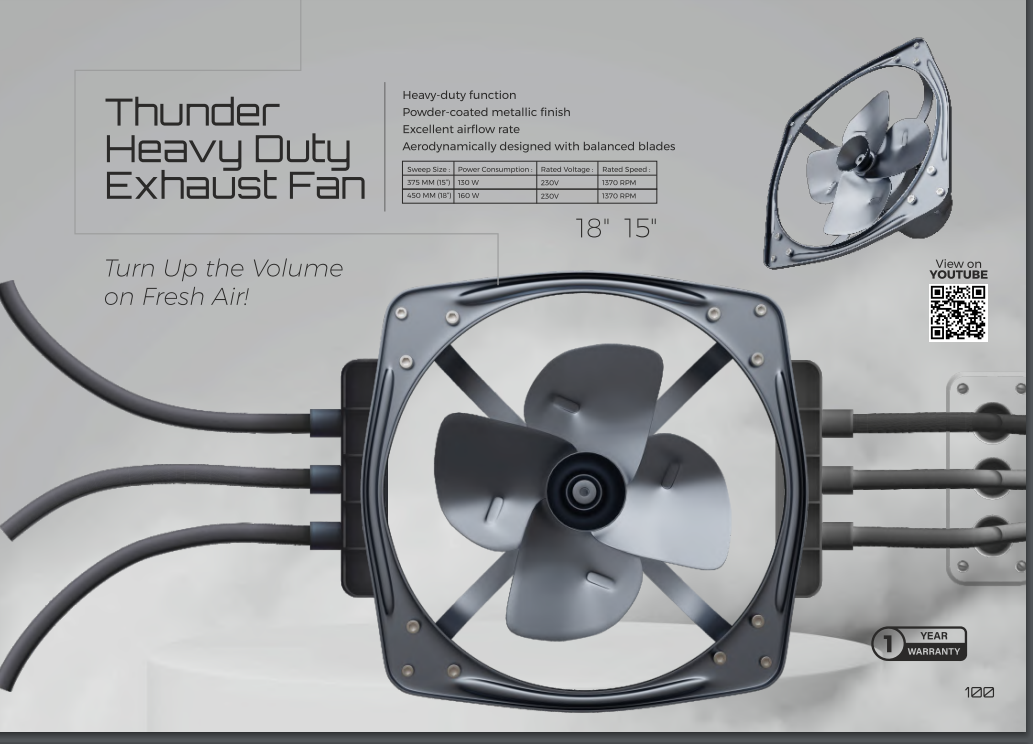 Thunder
Heavy Duty
Exhaust Fan
Heavy-duty function
Powder-coated metallic finish
Excellent airflow rate
Aerodynamically designed with balanced blades
Sweep Size : Power Consumption : Rated Voltage : Rated Speed :
375 MM (15") 130 W 230V 1370 RPM
450 MM (18") 160 W 230V 1370 RPM
18" 15"
Turn Up the Volume
on Fresh Air!
View on
YOUTUBE
1 YEAR
WARRANTY
100